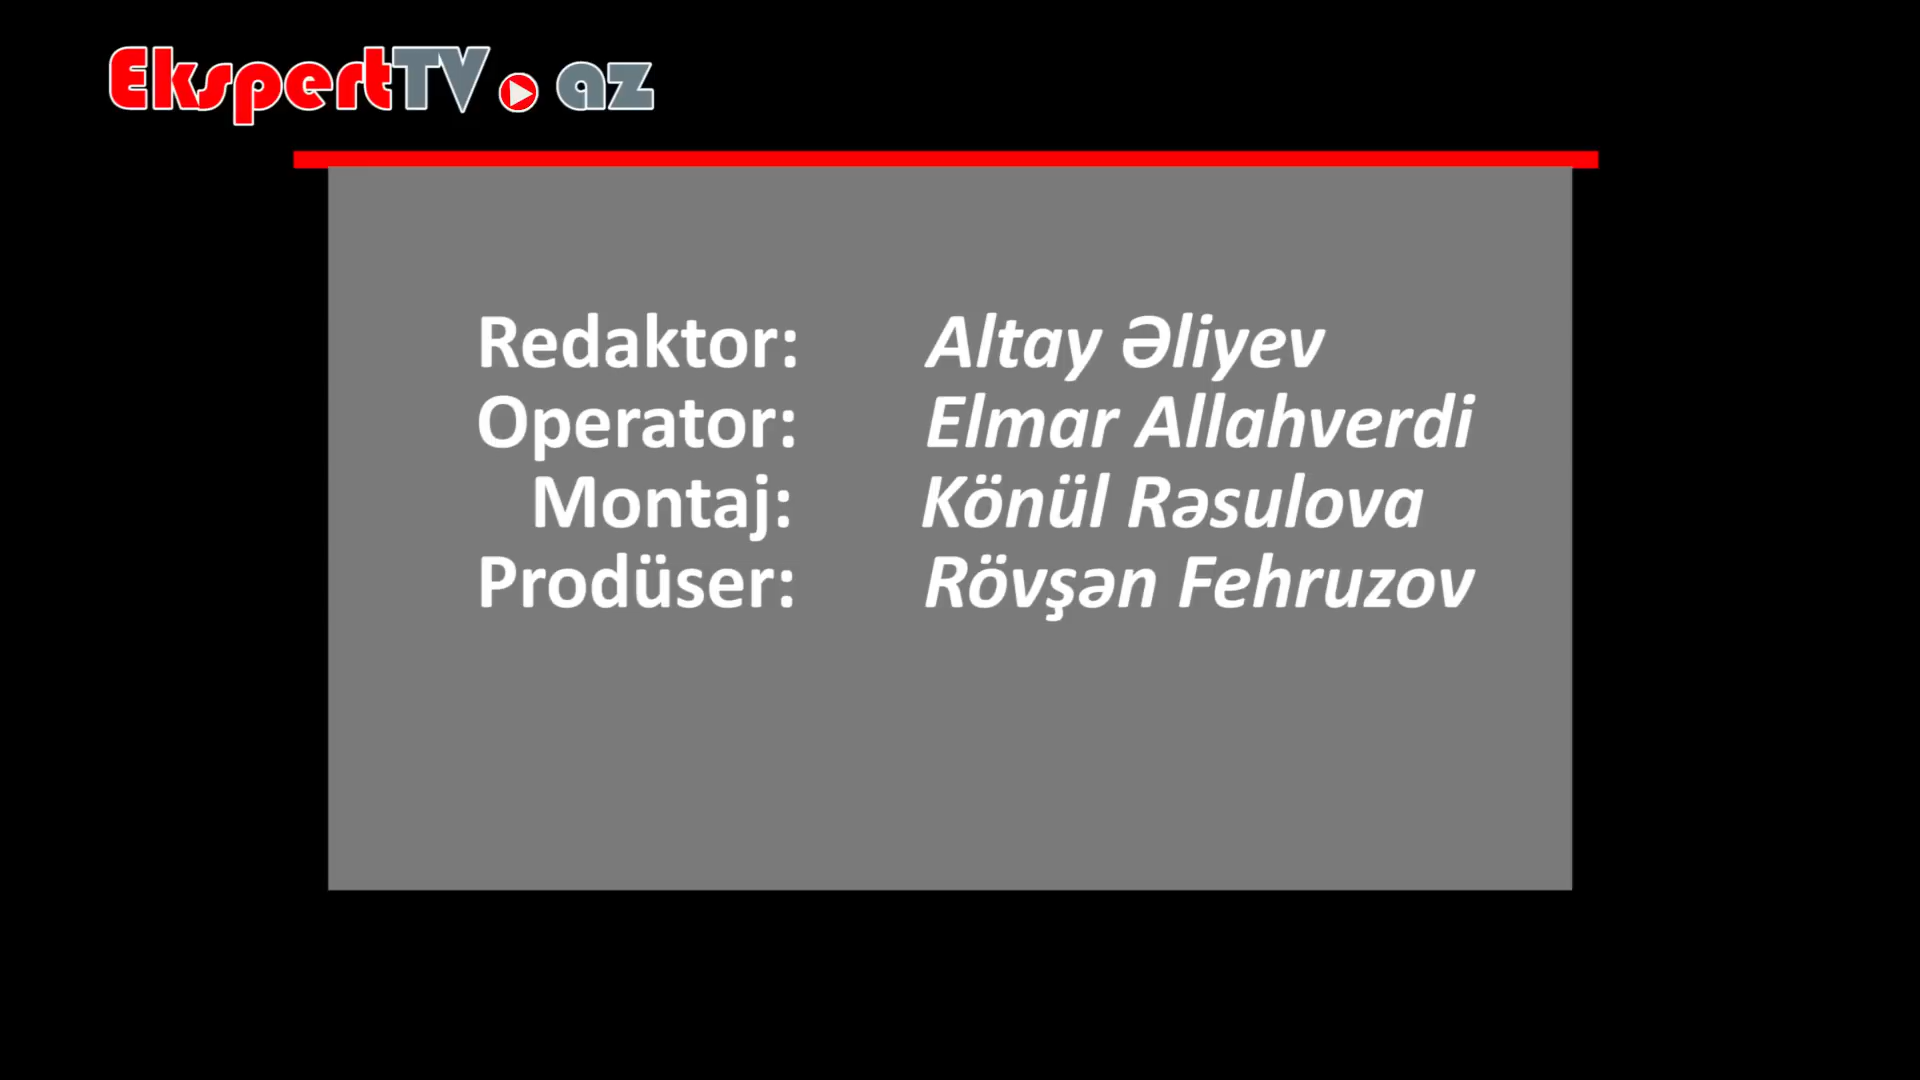 EkspertTV.az
Redaktor: Altay Əliyev
Operator: Elmar Allahverdi
Montaj: Könül Rəsulova
Prodüser: Rövşən Fehruzov